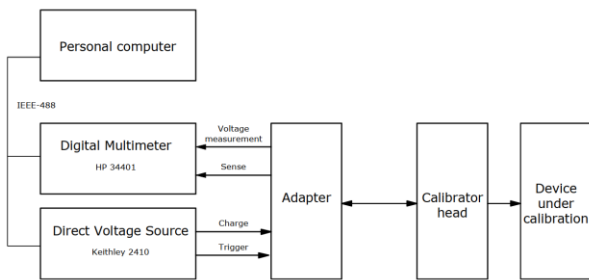 Personal computer
IEEE-488
Digital Multimeter
HP 34401
Voltage
measurement
Sense
Direct Voltage Source
Keithley 2410
Charge
Trigger
Adapter
Calibrator
head
Device
under
calibration